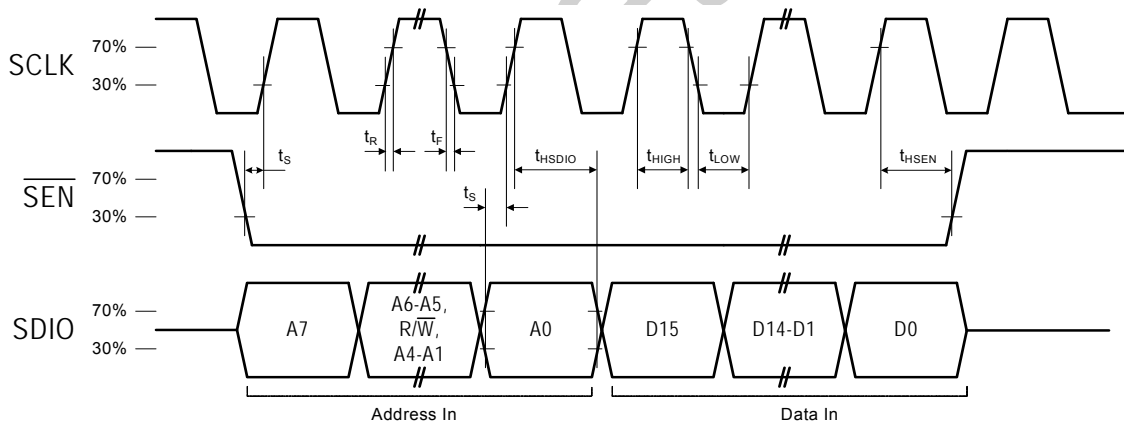 SCLK
70%
30%
tR
tF
tS
tHSDIO
tHIGH
tLOW
tHSEN
tS
SEN
70%
30%
SDIO
70%
30%
A7
A6-A5,
R/W,
A4-A1
A0
D15
D14-D1
D0
Address In
Data In